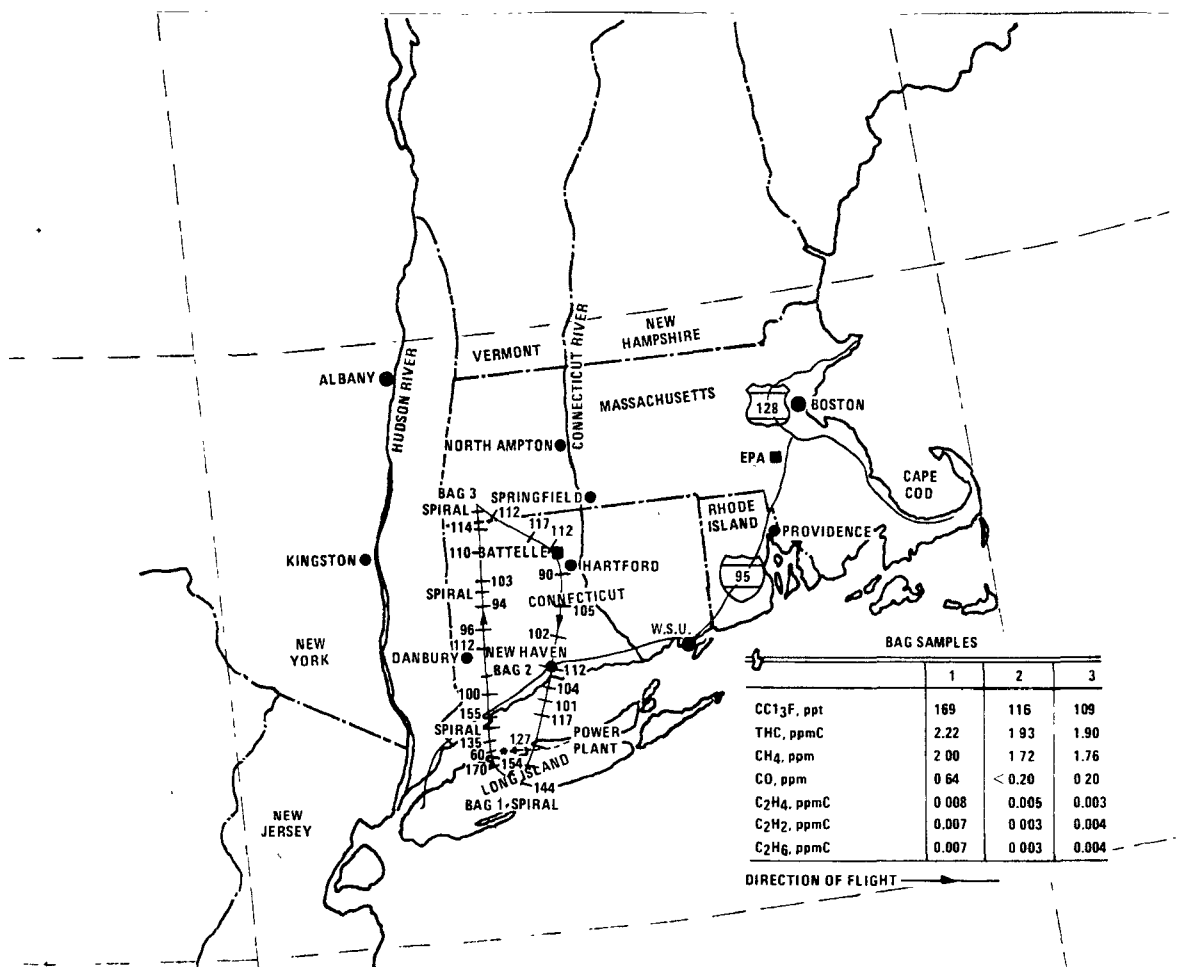 NEW
HAMPSHIRE
VERMONT
ALBANY
HUDSON RIVER
CONNECTICUT RIVER
MASSACHUSETTS
128
BOSTON
NORTH AMPTON
EPA
CAPE
COD
BAG 3
SPIRAL
SPRINGFIELD
112
114
117
112
RHODE
ISLAND
PROVIDENCE
110
BATTELLE
HARTFORD
KINGSTON
90
95
103
SPIRAL
CONNECTICUT
94
105
96
102
W.S.U.
NEW
YORK
112
DANBURY
NEW HAVEN
BAG 2
112
104
100
101
155
117
SPIRAL
135
127
POWER
PLANT
60
154
170
LONG ISLAND
144
BAG 1, SPIRAL
NEW
JERSEY
BAG SAMPLES
1 2 3
CC13F, ppt 169 116 109
THC, ppmC 2.22 1 93 1.90
CH4, ppm 2 00 1 72 1.76
CO, ppm 0 64 < 0.20 0 20
C2H4, ppmC 0 008 0.005 0.003
C2H2, ppmC 0.007 0 003 0.004
C2H6, ppmC 0.007 0 003 0.004
DIRECTION OF FLIGHT